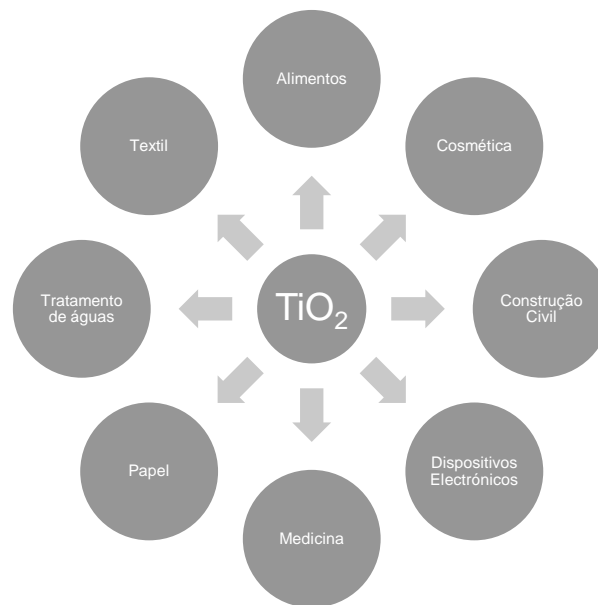 Alimentos
Cosmética
Construção
Civil
Dispositivos
Electrónicos
Medicina
Papel
Tratamento
de águas
Textil
TiO₂